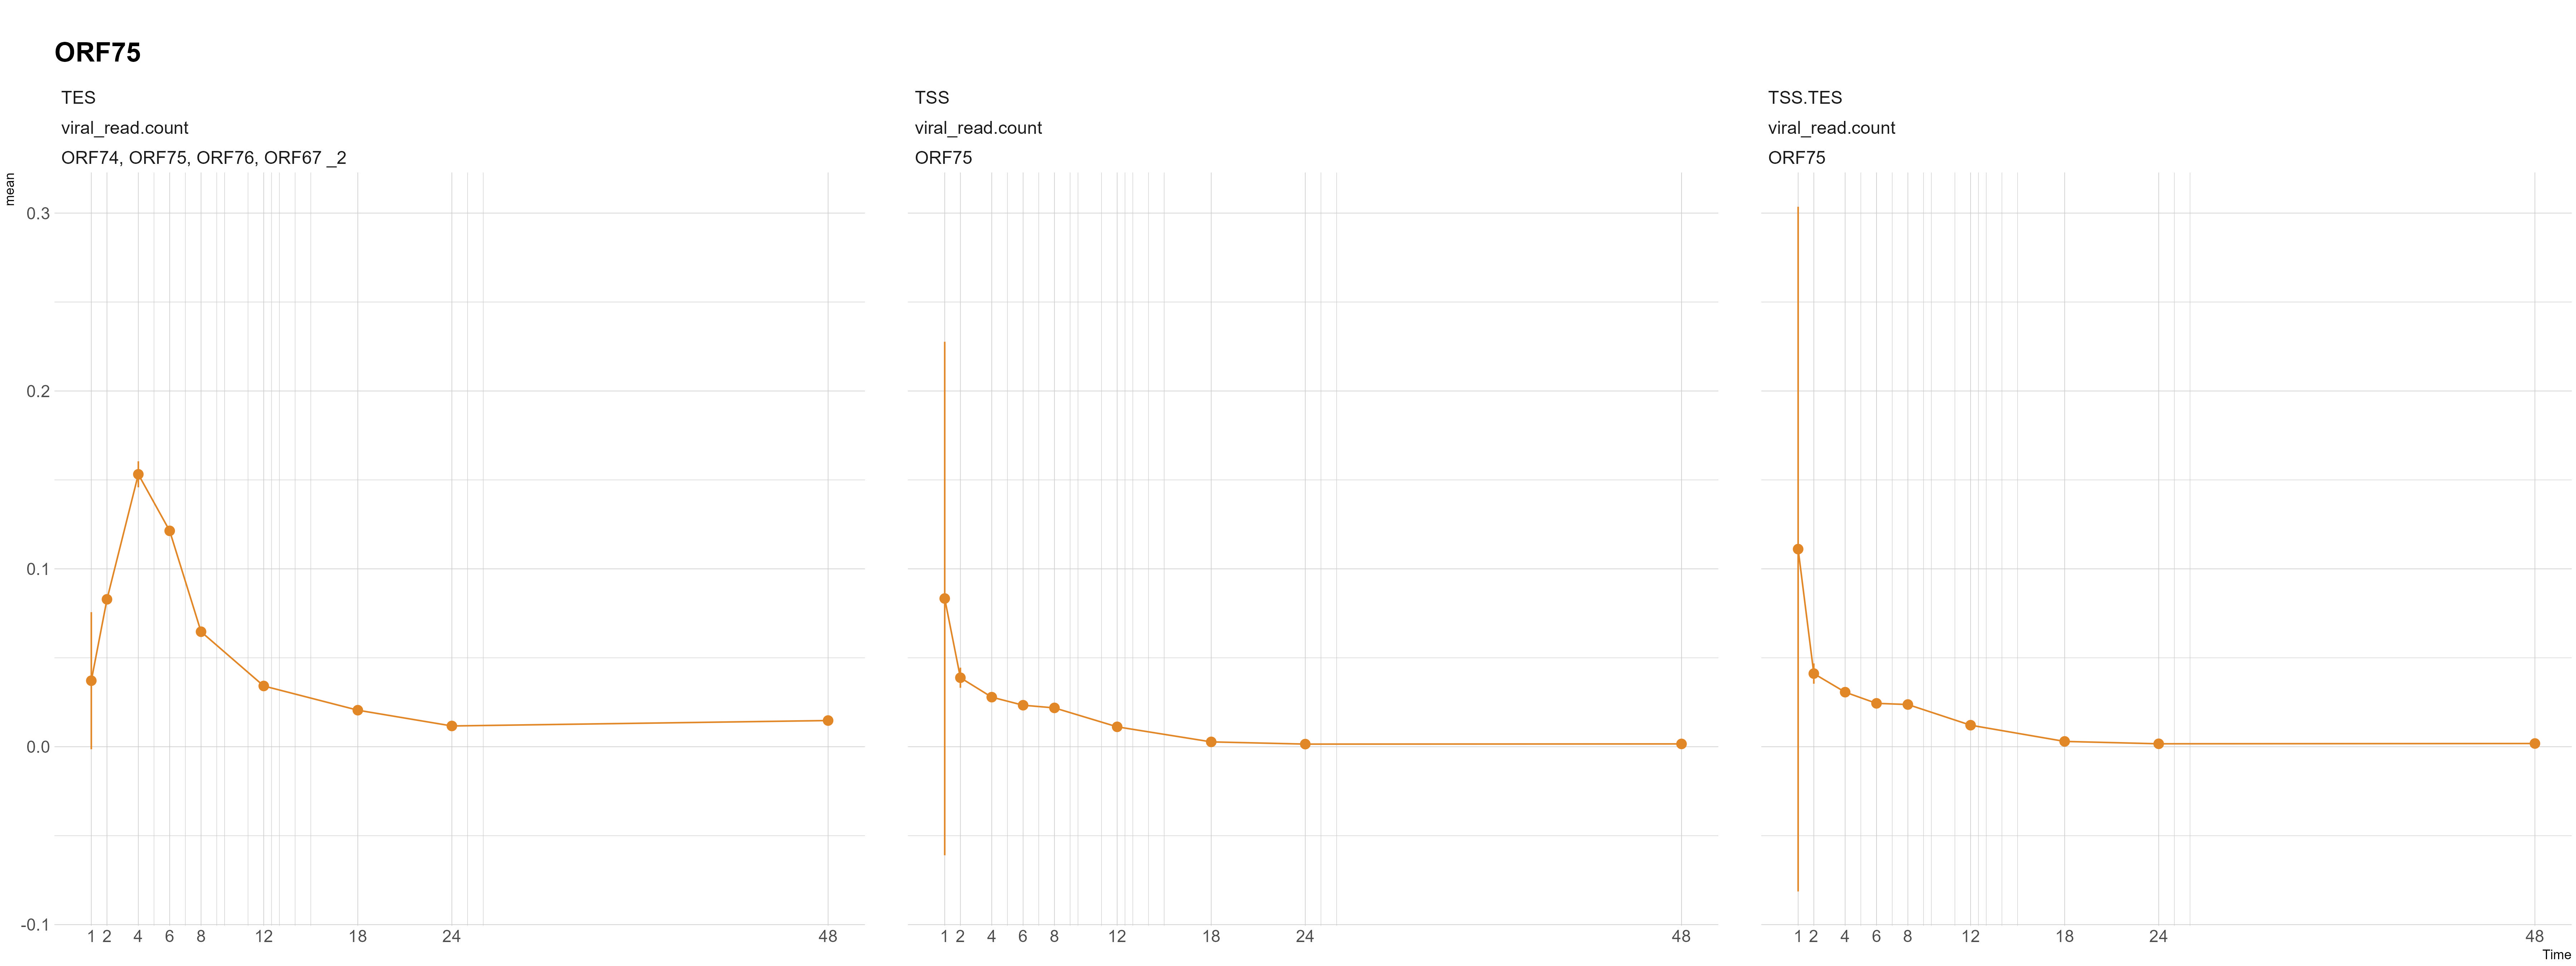 ORF75
TES
viral_read.count
ORF74, ORF75, ORF76, ORF67 _2
TSS
viral_read.count
ORF75
TSS.TES
viral_read.count
ORF75
mean
0.3
0.2
0.1
0.0
-0.1
1 2 4 6 8 12 18 24 48
1 2 4 6 8 12 18 24 48
1 2 4 6 8 12 18 24 48
Time